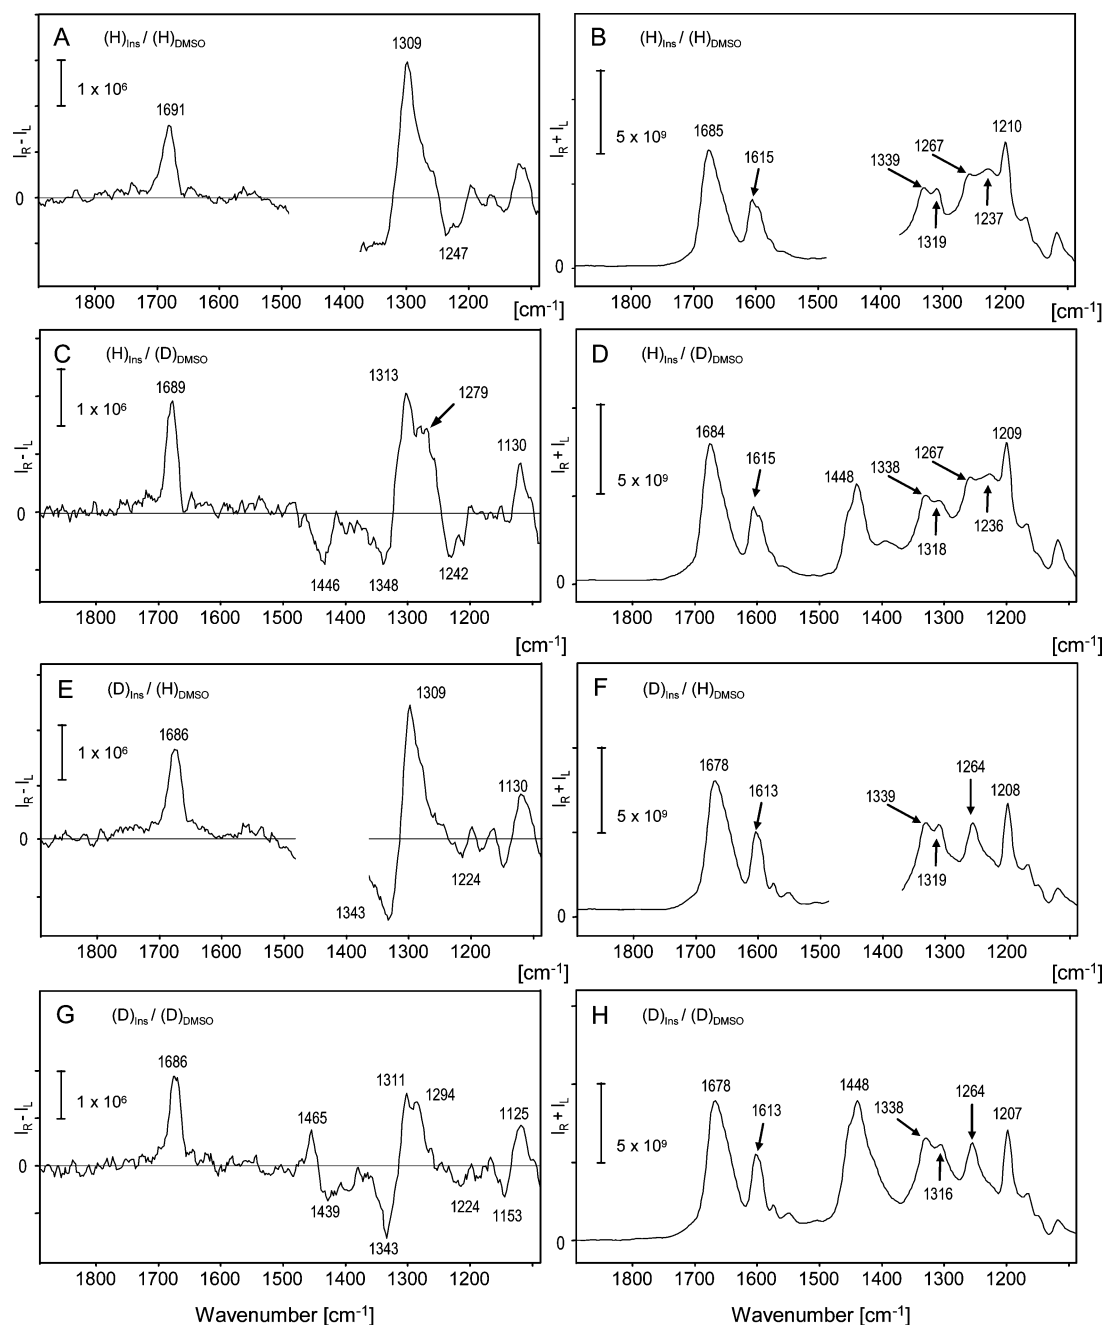 A (H)Ins / (H)DMSO
1309
1 x 10⁶
1691
IR - IL
0
1247
1800 1700 1600 1500 1400 1300 1200
[cm⁻¹]
B (H)Ins / (H)DMSO
5 x 10⁹
1685
1615
1339
1267
1210
1319
1237
IR + IL
0
1800 1700 1600 1500 1400 1300 1200
[cm⁻¹]
C (H)Ins / (D)DMSO
1689
1313
1279
1 x 10⁶
1130
IR - IL
0
1446
1348
1242
1800 1700 1600 1500 1400 1300 1200
[cm⁻¹]
D (H)Ins / (D)DMSO
1684
1615
1448
1338
1267
1209
5 x 10⁹
1318
1236
IR + IL
0
1800 1700 1600 1500 1400 1300 1200
[cm⁻¹]
E (D)Ins / (H)DMSO
1309
1686
1 x 10⁶
1130
IR - IL
0
1343
1224
1800 1700 1600 1500 1400 1300 1200
[cm⁻¹]
F (D)Ins / (H)DMSO
1678
1613
1264
1339
1208
5 x 10⁹
1319
IR + IL
0
1800 1700 1600 1500 1400 1300 1200
[cm⁻¹]
G (D)Ins / (D)DMSO
1686
1311
1294
1 x 10⁶
1465
1125
IR - IL
0
1439
1343
1224
1153
1800 1700 1600 1500 1400 1300 1200
Wavenumber [cm⁻¹]
H (D)Ins / (D)DMSO
1678
1613
1448
1338
1264
1207
5 x 10⁹
1316
IR + IL
0
1800 1700 1600 1500 1400 1300 1200
Wavenumber [cm⁻¹]